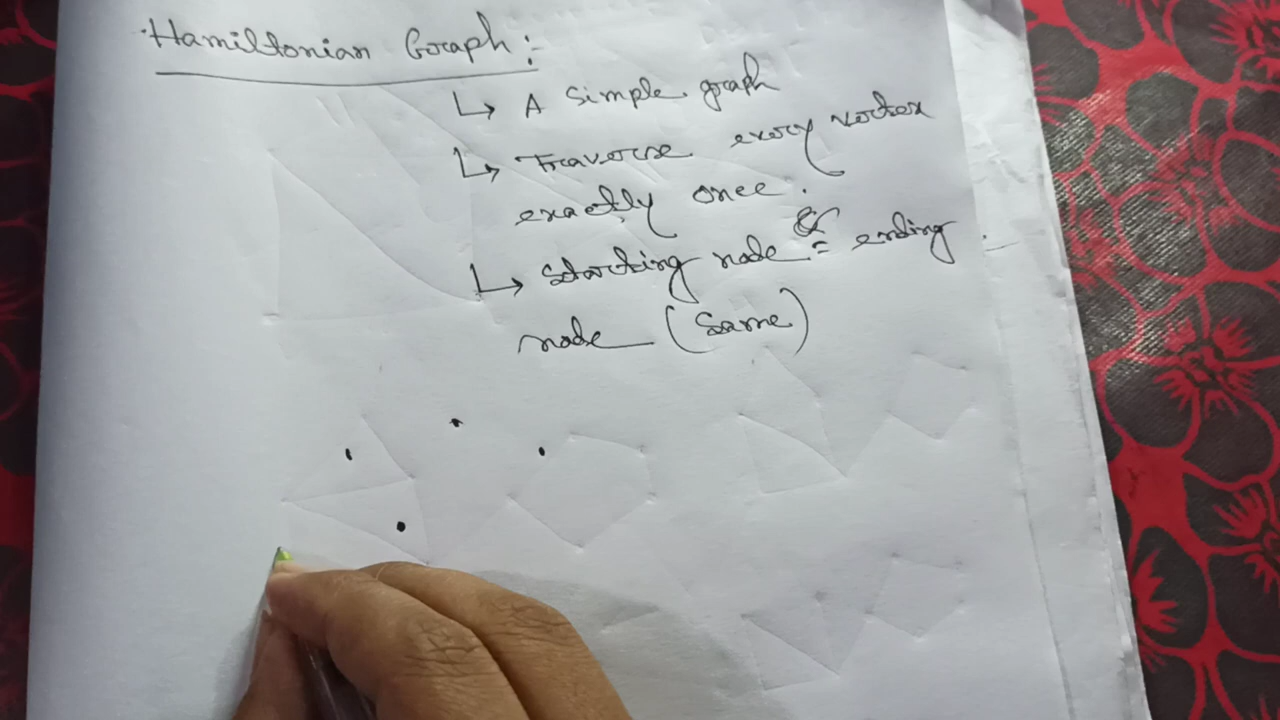 Hamiltonian Graph :-
↳ A simple graph
↳ Traverse every vertex
exactly once.
↳ Starting node & = ending
node (Same)